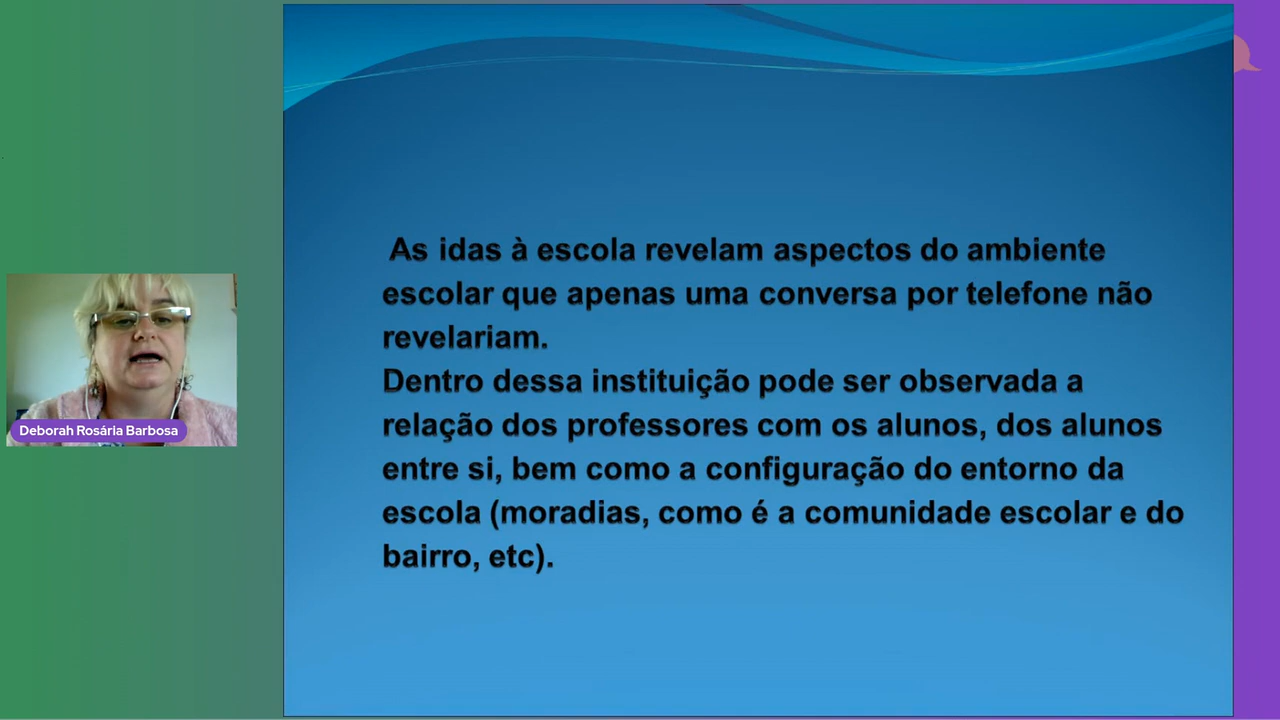 As idas à escola revelam aspectos do ambiente
escolar que apenas uma conversa por telefone não
revelariam.
Dentro dessa instituição pode ser observada a
relação dos professores com os alunos, dos alunos
entre si, bem como a configuração do entorno da
escola (moradias, como é a comunidade escolar e do
bairro, etc).
Deborah Rosária Barbosa